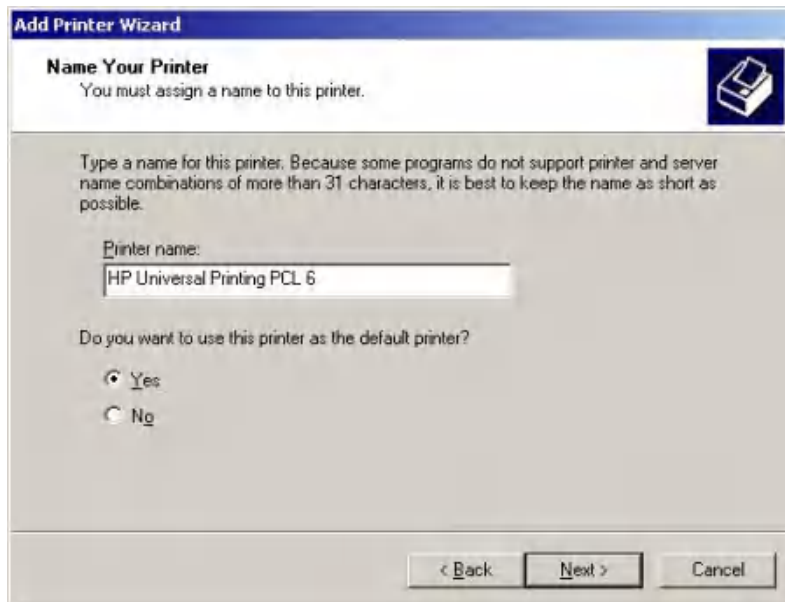 Add Printer Wizard
Name Your Printer
You must assign a name to this printer.
Type a name for this printer. Because some programs do not support printer and server
name combinations of more than 31 characters, it is best to keep the name as short as
possible.
Printer name:
HP Universal Printing PCL 6
Do you want to use this printer as the default printer?
Yes
No
< Back
Next >
Cancel